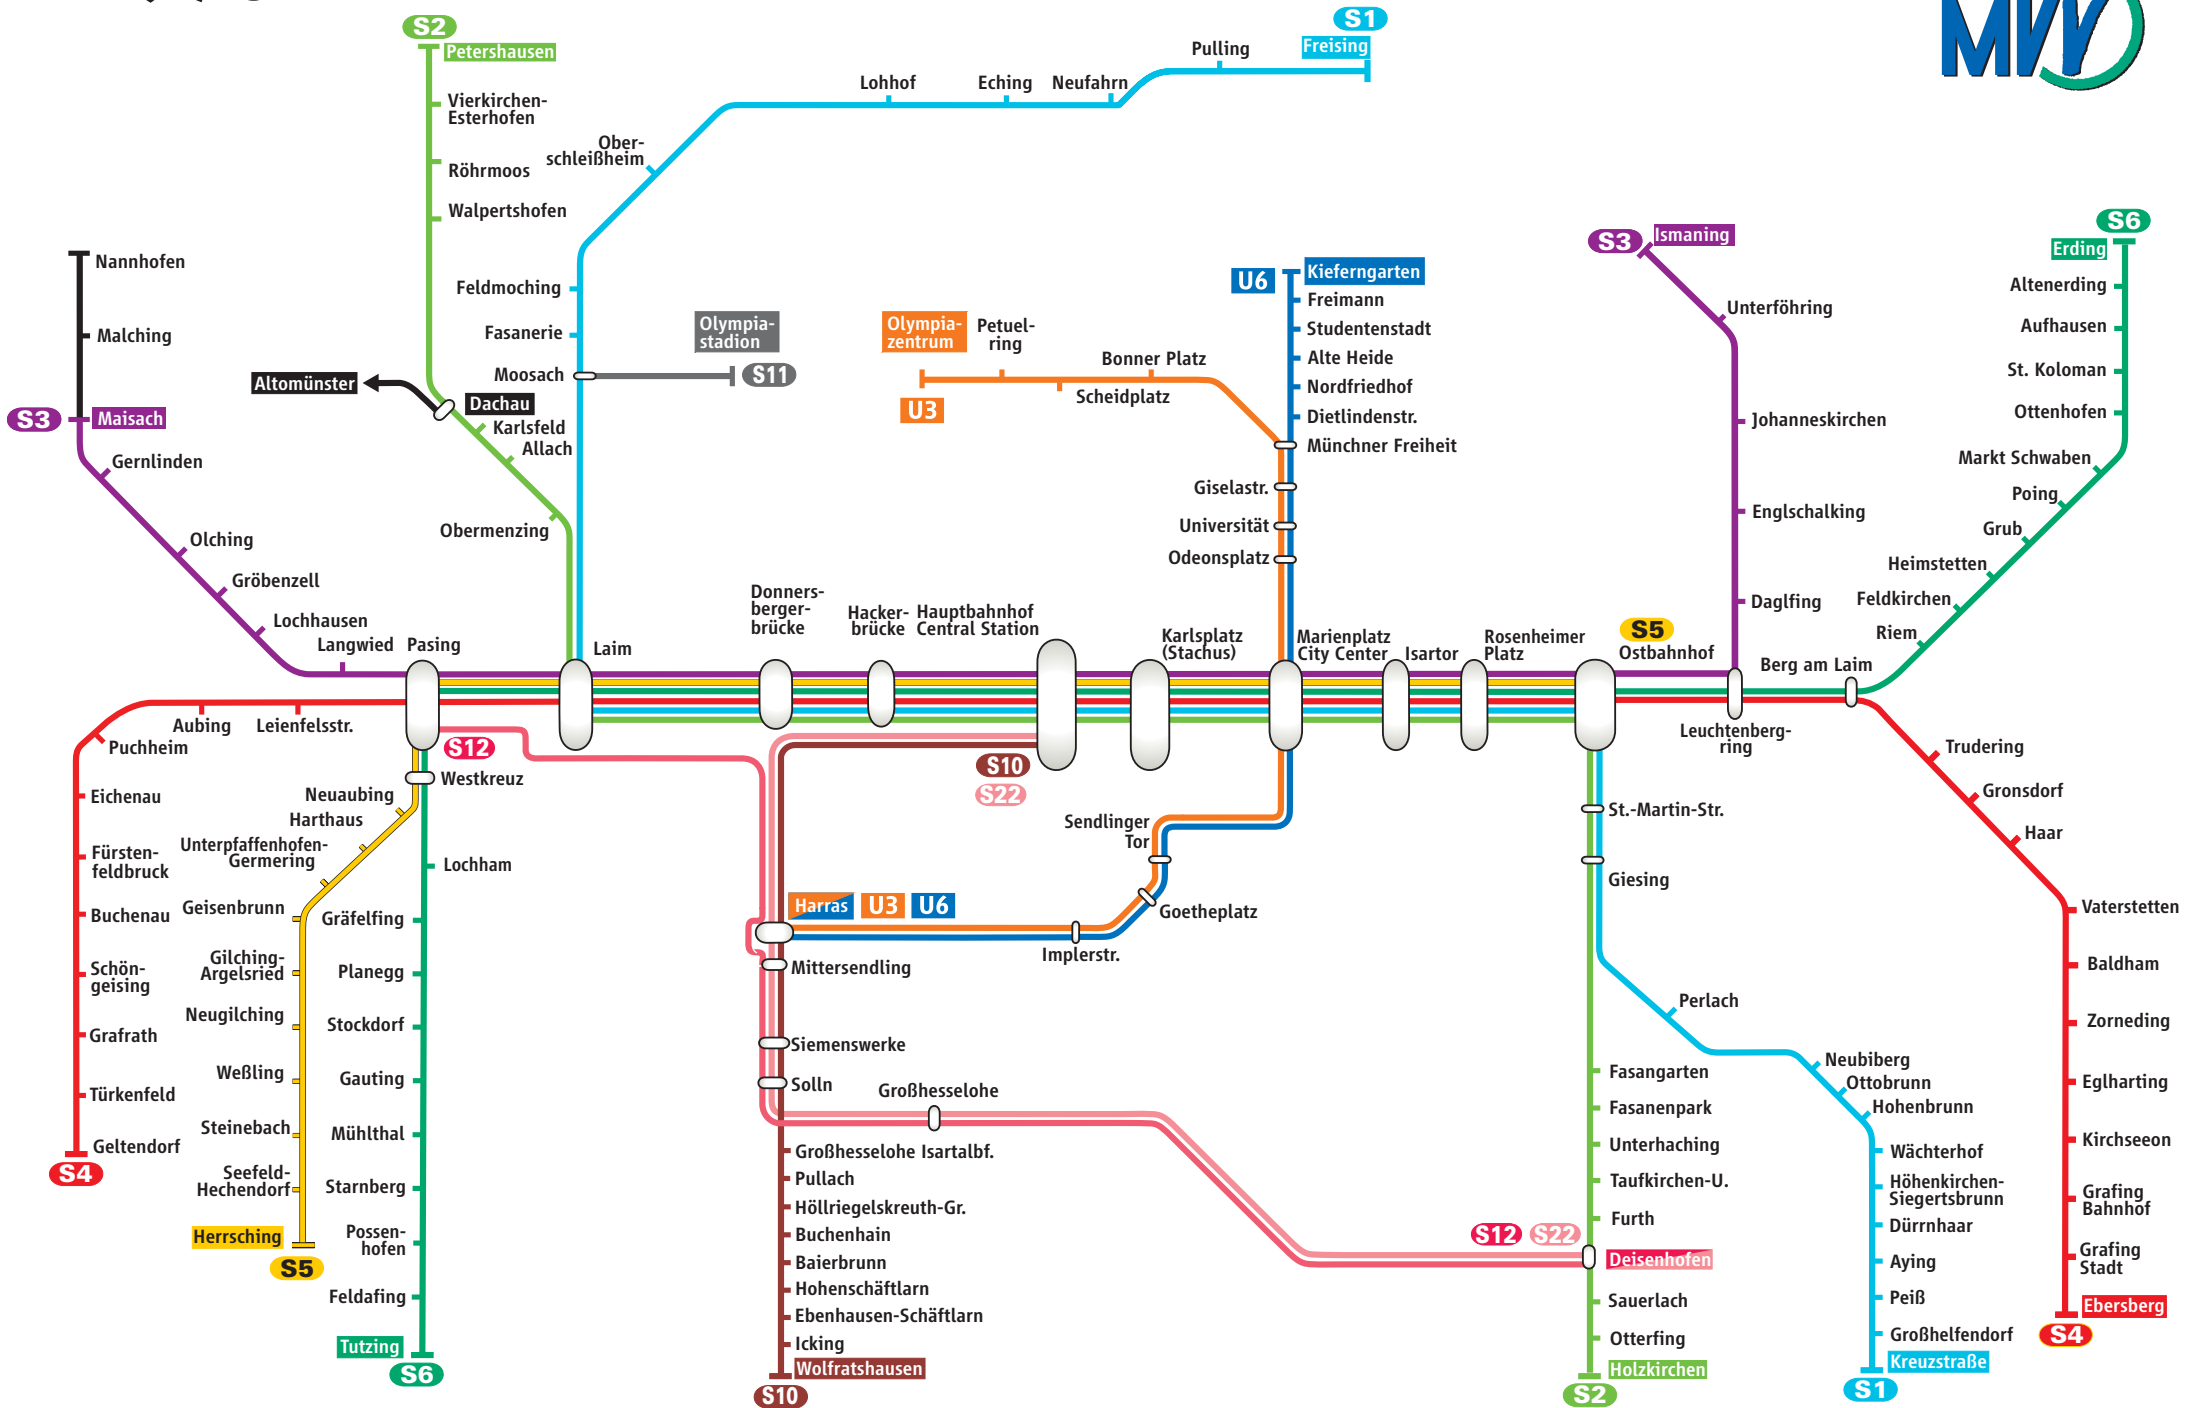 S2
Petershausen
Vierkirchen-
Esterhofen
Röhrmoos
Walpertshofen
S1
Freising
Pulling
Neufahrn
Eching
Lohhof
Ober-
schleißheim
Feldmoching
Fasanerie
Moosach
Olympia-
stadion
S11
MVV
Nannhofen
Malching
S3
Maisach
Gernlinden
Olching
Gröbenzell
Lochhausen
Langwied
Altomünster
Dachau
Karlsfeld
Allach
Obermenzing
Olympia-
zentrum
U3
Petuel-
ring
Scheidplatz
Bonner Platz
U6
Kieferngarten
Freimann
Studentenstadt
Alte Heide
Nordfriedhof
Dietlindenstr.
Münchner Freiheit
Giselastr.
Universität
Odeonsplatz
S3
Ismaning
Unterföhring
Johanneskirchen
Englschalking
Daglfing
S6
Erding
Altenerding
Aufhausen
St. Koloman
Ottenhofen
Markt Schwaben
Poing
Grub
Heimstetten
Feldkirchen
Riem
Berg am Laim
Pasing
Laim
Donners-
berger-
brücke
Hacker-
brücke
Hauptbahnhof
Central Station
Karlsplatz
(Stachus)
Marienplatz
City Center
Isartor
Rosenheimer
Platz
S5
Ostbahnhof
Leuchtenberg-
ring
Leienfelsstr.
Aubing
Puchheim
Eichenau
Fürsten-
feldbruck
Buchenau
Schön-
geising
Grafrath
Türkenfeld
Geltendorf
S4
S12
Westkreuz
Neuaubing
Harthaus
Unterpfaffenhofen-
Germering
Geisenbrunn
Gilching-
Argelsried
Neugilching
Weßling
Steinebach
Seefeld-
Hechendorf
Herrsching
S5
Lochham
Gräfelfing
Planegg
Stockdorf
Gauting
Mühlthal
Starnberg
Possen-
hofen
Feldafing
Tutzing
S6
S10
S22
Sendlinger
Tor
Goetheplatz
Implerstr.
Harras
U3
U6
Mittersendling
Siemenswerke
Solln
Großhesselohe
Großhesselohe Isartalbf.
Pullach
Höllriegelskreuth-Gr.
Buchenhain
Baierbrunn
Hohenschäftlarn
Ebenhausen-Schäftlarn
Icking
Wolfratshausen
S10
St.-Martin-Str.
Giesing
Fasangarten
Fasanenpark
Unterhaching
Taufkirchen-U.
Furth
S12
S22
Deisenhofen
Sauerlach
Otterfing
Holzkirchen
S2
Perlach
Neubiberg
Ottobrunn
Hohenbrunn
Wächterhof
Höhenkirchen-
Siegertsbrunn
Dürrnhaar
Aying
Peiß
Großhelfendorf
Kreuzstraße
S1
Trudering
Gronsdorf
Haar
Vaterstetten
Baldham
Zorneding
Eglharting
Kirchseeon
Grafing
Bahnhof
Grafing
Stadt
Ebersberg
S4